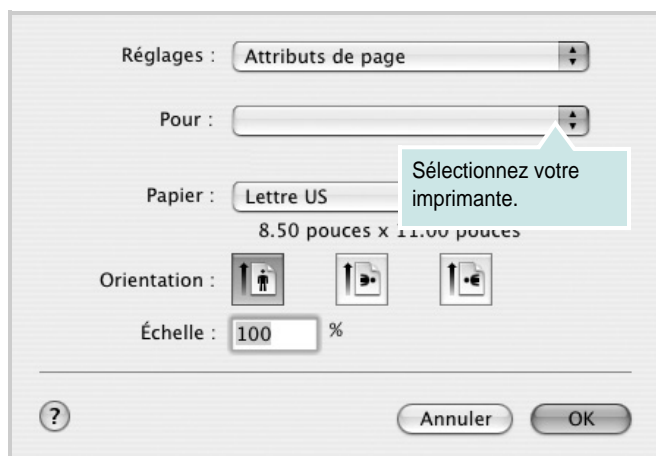 Réglages : Attributs de page
Pour :
Sélectionnez votre
imprimante.
Papier : Lettre US
8.50 pouces x 11.00 pouces
Orientation :
Échelle : 100 %
? Annuler OK